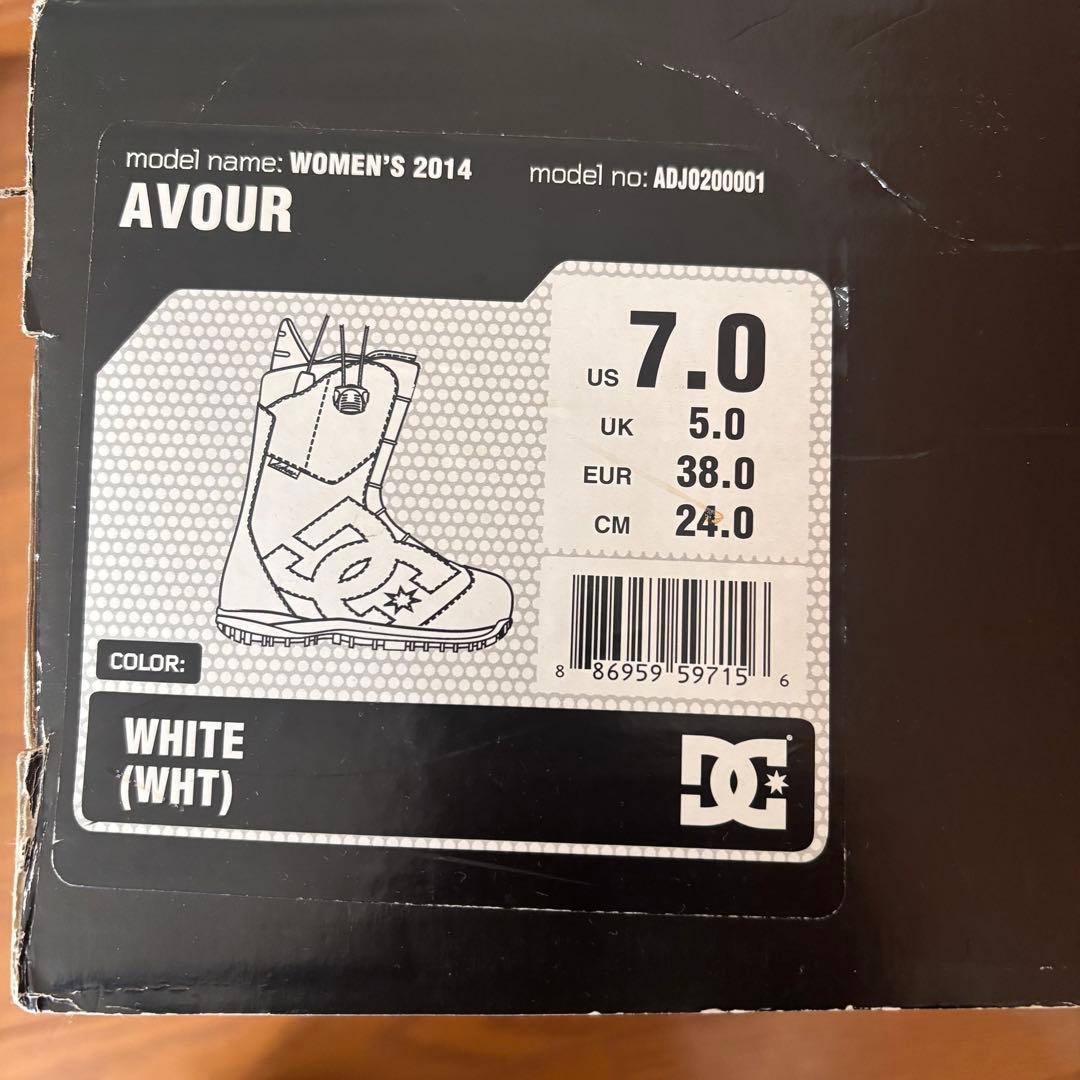 model name: WOMEN'S 2014
model no: ADJO200001
AVOUR
US 7.0
UK 5.0
EUR 38.0
CM 24.0
8 86959 59715 6
COLOR:
WHITE
(WHT)
DC